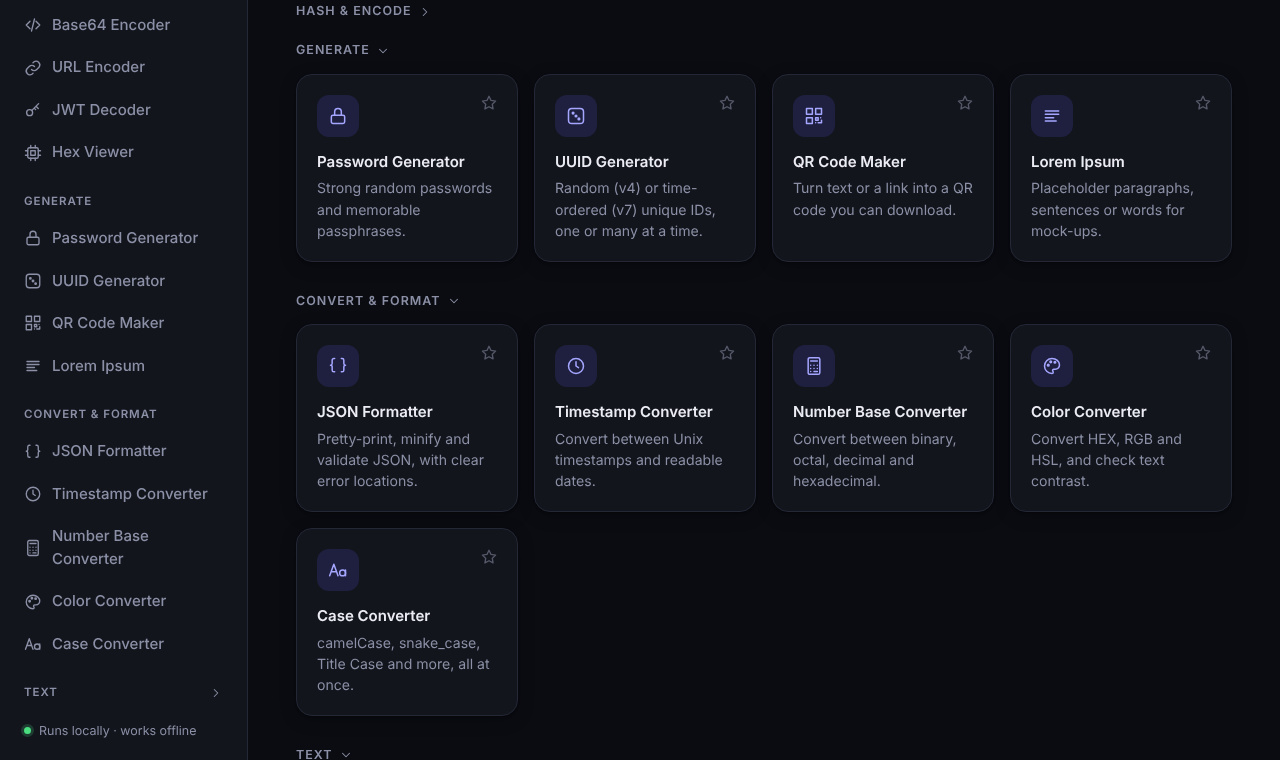 Base64 Encoder
URL Encoder
JWT Decoder
Hex Viewer
GENERATE
Password Generator
UUID Generator
QR Code Maker
Lorem Ipsum
CONVERT & FORMAT
JSON Formatter
Timestamp Converter
Number Base
Converter
Color Converter
Case Converter
TEXT
Runs locally · works offline
HASH & ENCODE
GENERATE
Password Generator
Strong random passwords
and memorable
passphrases.
UUID Generator
Random (v4) or time-
ordered (v7) unique IDs,
one or many at a time.
QR Code Maker
Turn text or a link into a QR
code you can download.
Lorem Ipsum
Placeholder paragraphs,
sentences or words for
mock-ups.
CONVERT & FORMAT
JSON Formatter
Pretty-print, minify and
validate JSON, with clear
error locations.
Timestamp Converter
Convert between Unix
timestamps and readable
dates.
Number Base Converter
Convert between binary,
octal, decimal and
hexadecimal.
Color Converter
Convert HEX, RGB and
HSL, and check text
contrast.
Case Converter
camelCase, snake_case,
Title Case and more, all at
once.
TEXT